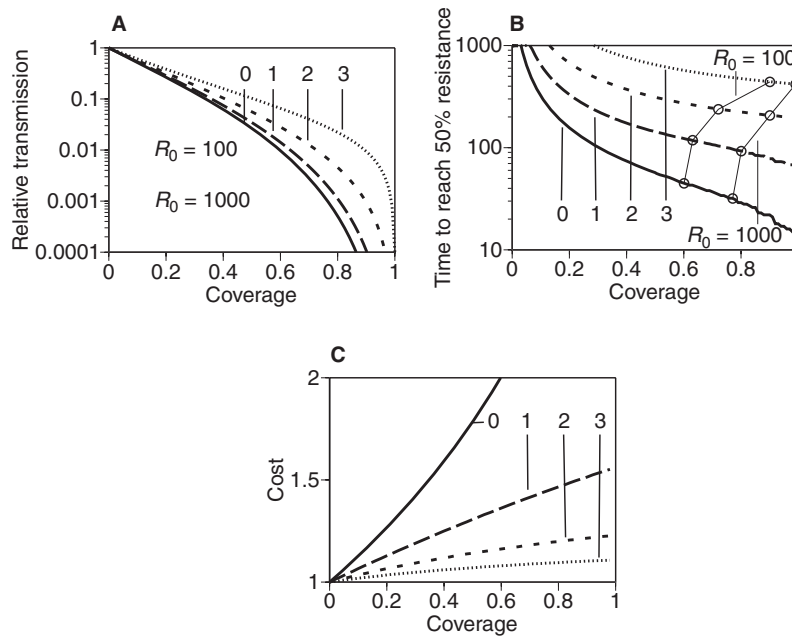 A
Relative transmission
1
0.1
0.01
0.001
0.0001
0 1 2 3
R0 = 100
R0 = 1000
0 0.2 0.4 0.6 0.8 1
Coverage
B
Time to reach 50% resistance
1000
100
10
R0 = 100
0 1 2 3
R0 = 1000
0 0.2 0.4 0.6 0.8
Coverage
C
Cost
2
1.5
1
0 1 2 3
0 0.2 0.4 0.6 0.8 1
Coverage